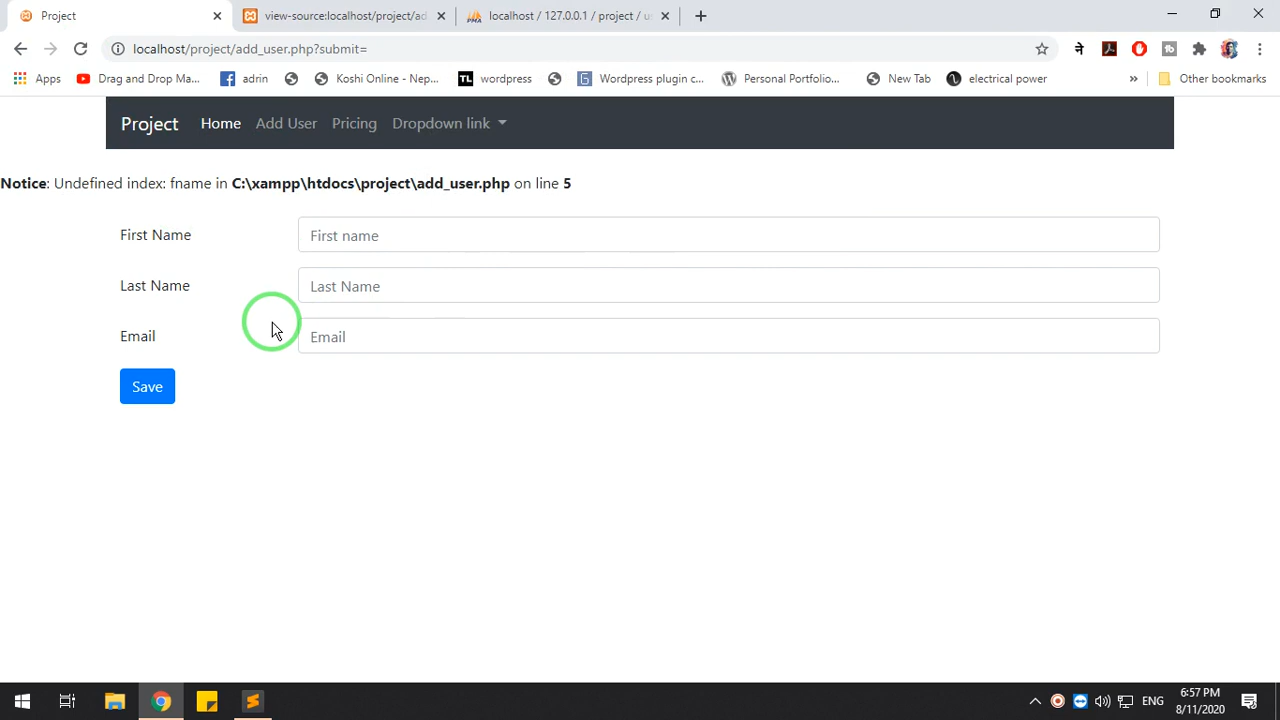 Project
view-source:localhost/project/ad
localhost / 127.0.0.1 / project / us
localhost/project/add_user.php?submit=
Apps
Drag and Drop Ma...
adrin
Koshi Online - Nep...
TL wordpress
Wordpress plugin c...
Personal Portfolio...
New Tab
electrical power
»
Other bookmarks
Project Home Add User Pricing Dropdown link
Notice: Undefined index: fname in C:\xampp\htdocs\project\add_user.php on line 5
First Name First name
Last Name Last Name
Email Email
Save
ENG
6:57 PM
8/11/2020